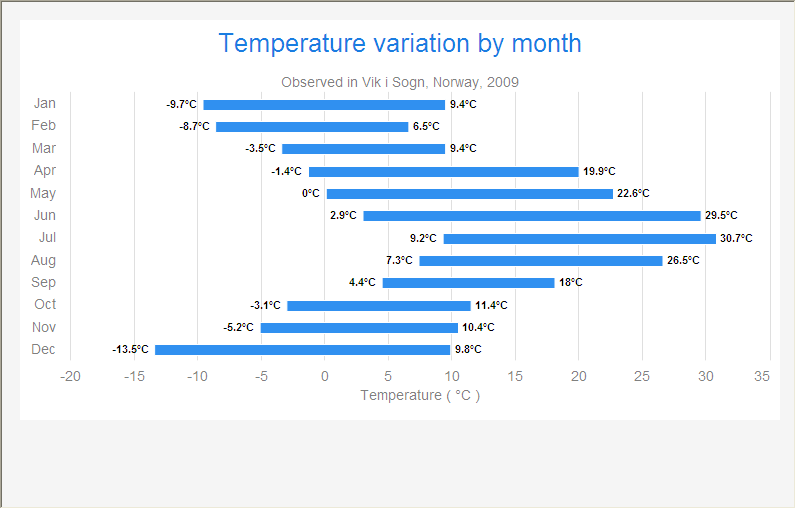 Temperature variation by month
Observed in Vik i Sogn, Norway, 2009
Jan -9.7°C 9.4°C
Feb -8.7°C 6.5°C
Mar -3.5°C 9.4°C
Apr -1.4°C 19.9°C
May 0°C 22.6°C
Jun 2.9°C 29.5°C
Jul 9.2°C 30.7°C
Aug 7.3°C 26.5°C
Sep 4.4°C 18°C
Oct -3.1°C 11.4°C
Nov -5.2°C 10.4°C
Dec -13.5°C 9.8°C
-20 -15 -10 -5 0 5 10 15 20 25 30 35
Temperature ( °C )